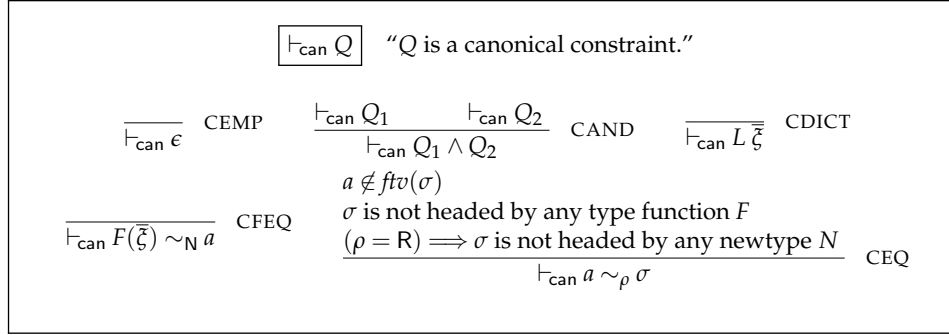 ⊢can Q “Q is a canonical constraint.”
⊢can ϵ CEMP
⊢can Q1 ⊢can Q2
⊢can Q1 ∧ Q2 CAND
⊢can L ξ̅ CDICT
⊢can F(ξ̅) ∼N a CFEQ
a ∉ ftv(σ)
σ is not headed by any type function F
(ρ = R) ⟹ σ is not headed by any newtype N
⊢can a ∼ρ σ CEQ